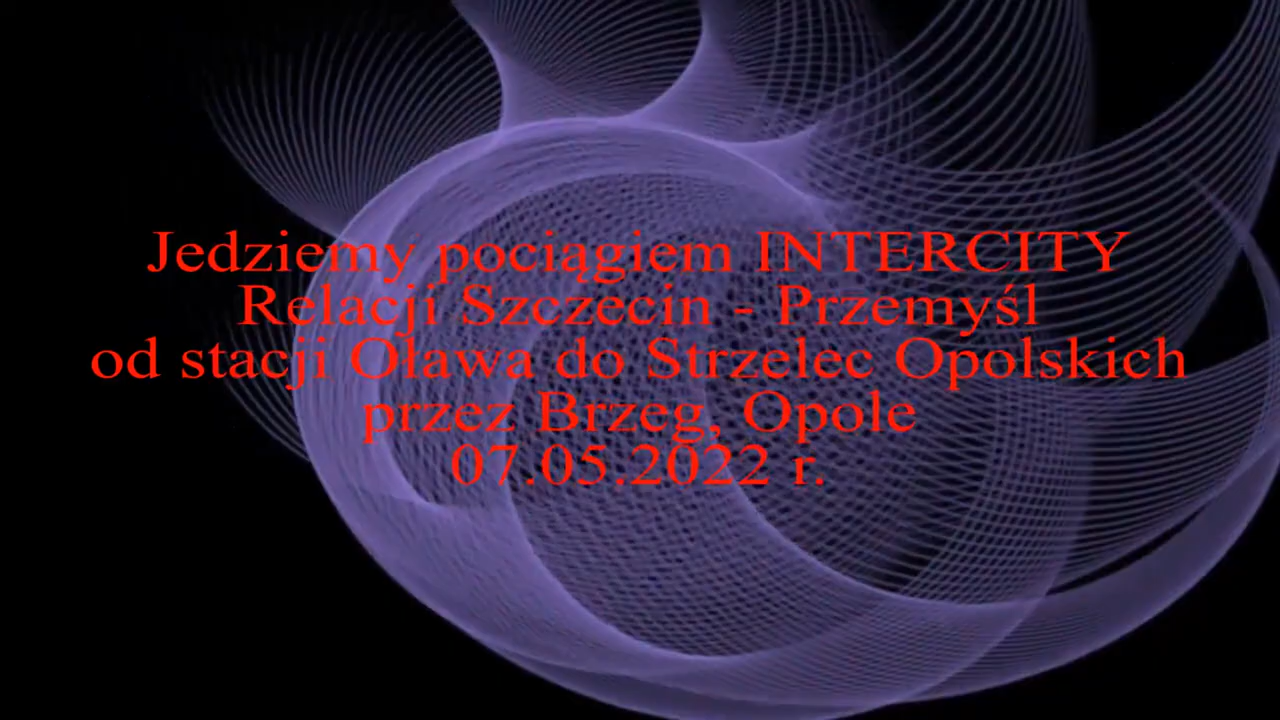 Jedziemy pociągiem INTERCITY
Relacji Szczecin - Przemyśl
od stacji Oława do Strzelec Opolskich
przez Brzeg, Opole
07.05.2022 r.